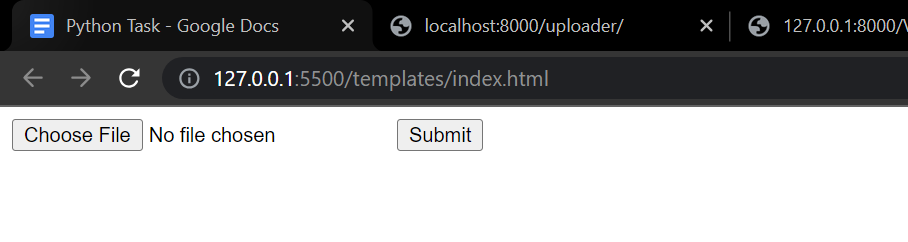 Python Task - Google Docs
localhost:8000/uploader/
127.0.0.1:8000/
127.0.0.1:5500/templates/index.html
Choose File No file chosen Submit